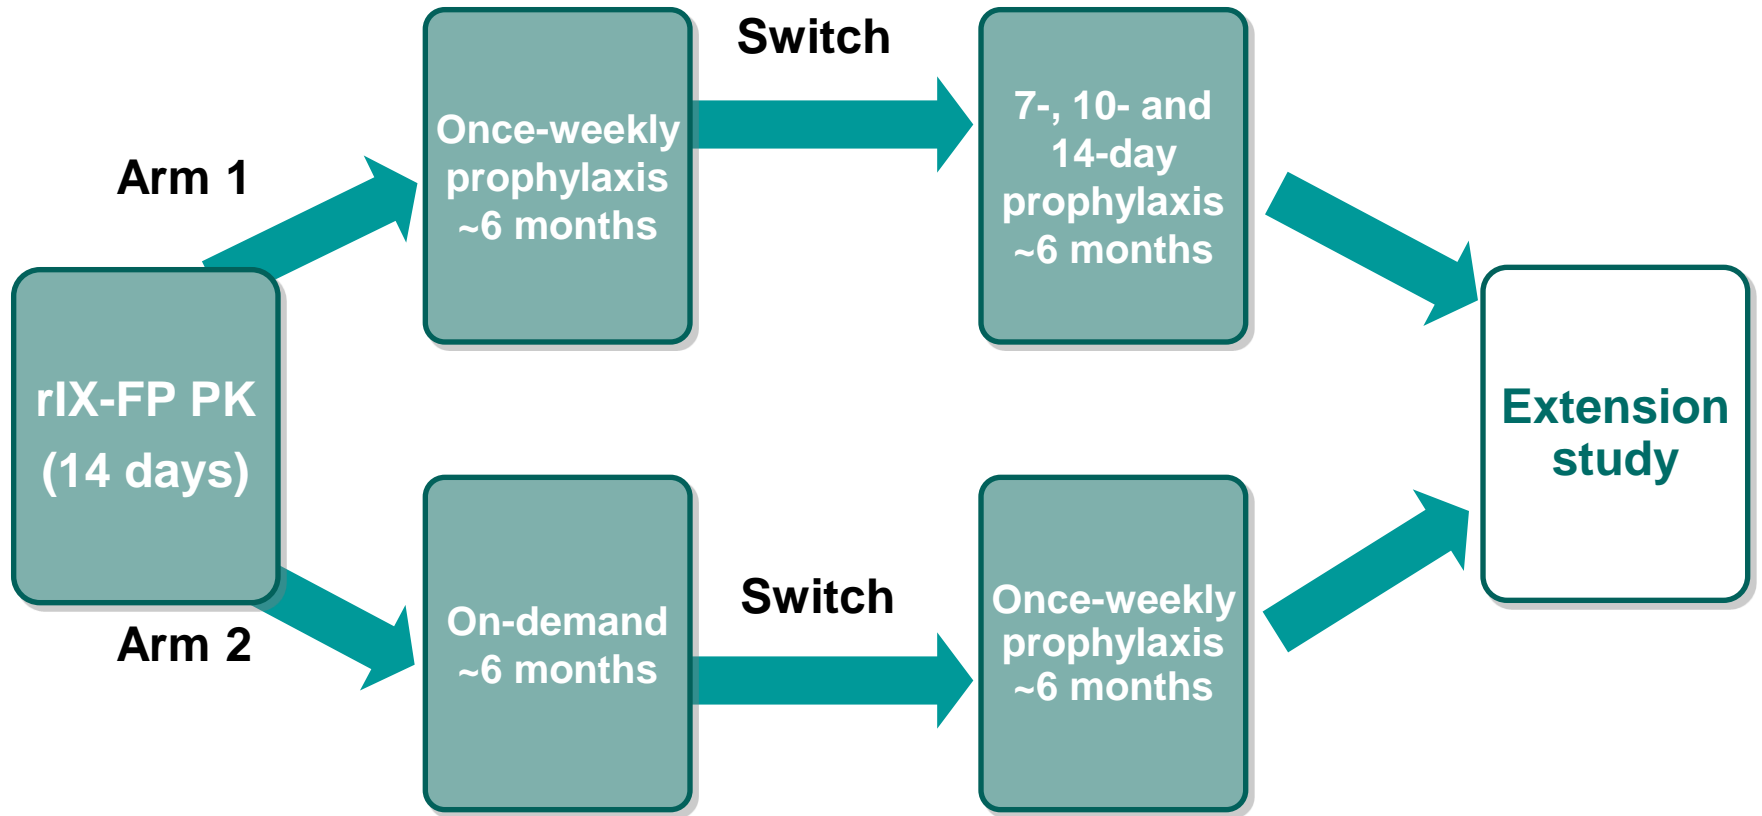 rIX-FP PK
(14 days)
Arm 1
Once-weekly
prophylaxis
~6 months
Switch
7-, 10- and
14-day
prophylaxis
~6 months
Arm 2
On-demand
~6 months
Switch
Once-weekly
prophylaxis
~6 months
Extension
study